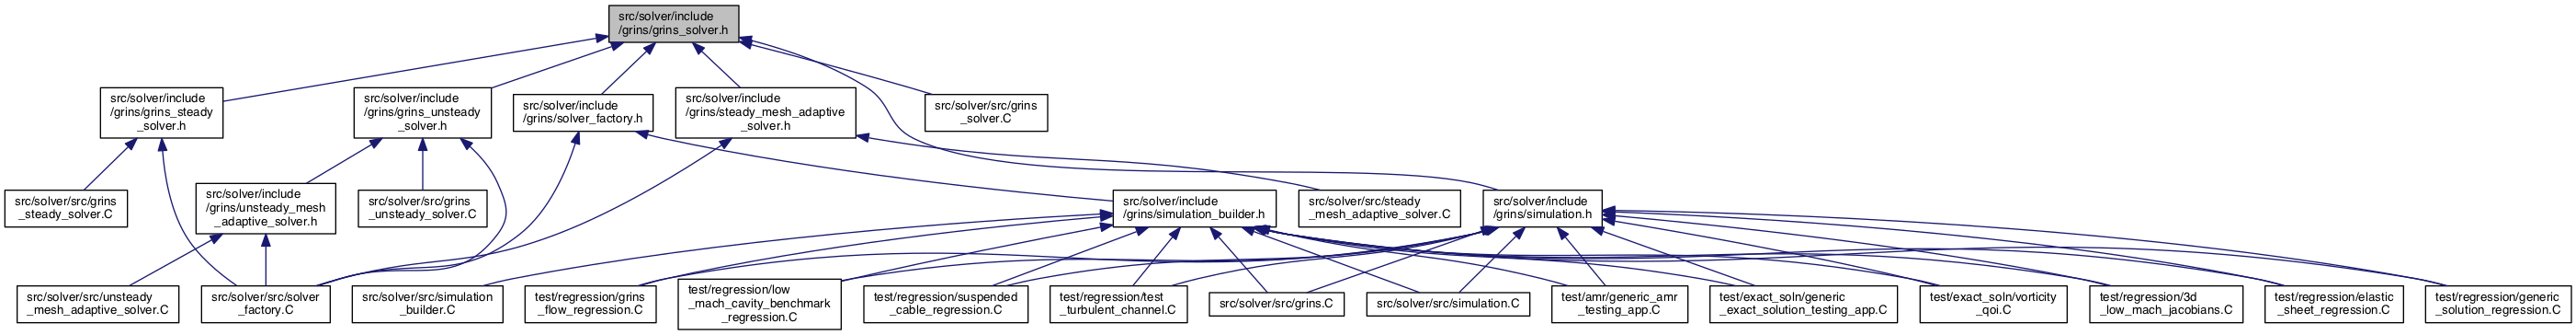 src/solver/include
/grins/grins_solver.h
src/solver/include
/grins/grins_steady
_solver.h
src/solver/include
/grins/grins_unsteady
_solver.h
src/solver/include
/grins/solver_factory.h
src/solver/include
/grins/steady_mesh_adaptive
_solver.h
src/solver/src/grins
_solver.C
src/solver/src/grins
_steady_solver.C
src/solver/include
/grins/unsteady_mesh
_adaptive_solver.h
src/solver/src/grins
_unsteady_solver.C
src/solver/include
/grins/simulation_builder.h
src/solver/src/steady
_mesh_adaptive_solver.C
src/solver/include
/grins/simulation.h
src/solver/src/unsteady
_mesh_adaptive_solver.C
src/solver/src/solver
_factory.C
src/solver/src/simulation
_builder.C
test/regression/grins
_flow_regression.C
test/regression/low
_mach_cavity_benchmark
_regression.C
test/regression/suspended
_cable_regression.C
test/regression/test
_turbulent_channel.C
src/solver/src/grins.C
src/solver/src/simulation.C
test/amr/generic_amr
_testing_app.C
test/exact_soln/generic
_exact_solution_testing_app.C
test/exact_soln/vorticity
_qoi.C
test/regression/3d
_low_mach_jacobians.C
test/regression/elastic
_sheet_regression.C
test/regression/generic
_solution_regression.C